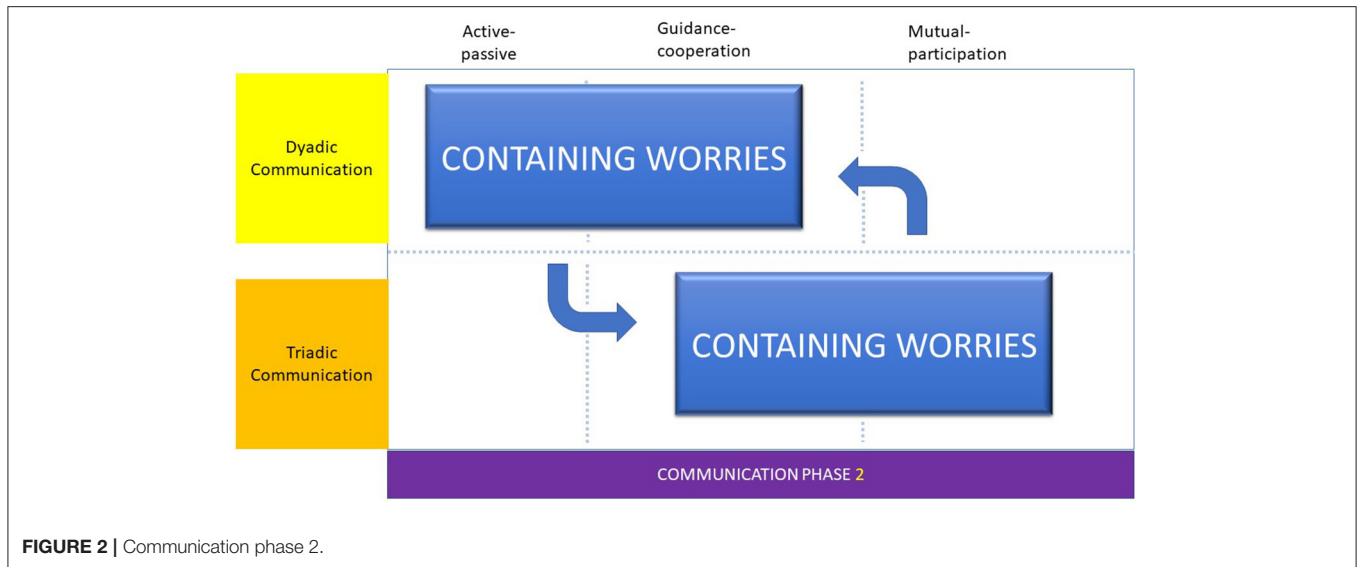 Active-
passive
Guidance-
cooperation
Mutual-
participation
Dyadic
Communication
CONTAINING WORRIES
Triadic
Communication
CONTAINING WORRIES
COMMUNICATION PHASE 2
FIGURE 2 | Communication phase 2.